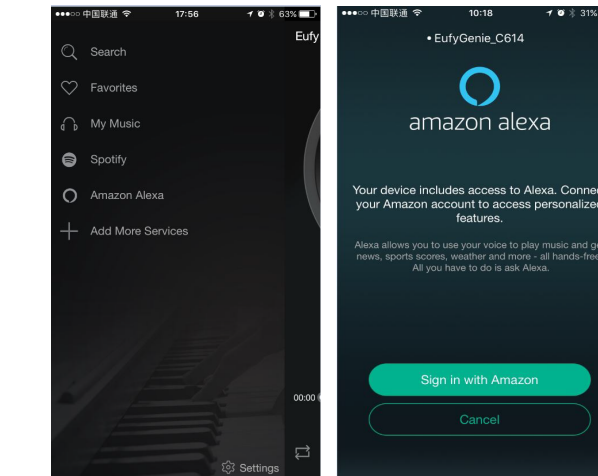 中国联通 17:56 63%
Search
Favorites
My Music
Spotify
Amazon Alexa
Add More Services
Settings
Eufy
00:00
中国联通 10:18 31%
• EufyGenie_C614
amazon alexa
Your device includes access to Alexa. Connec
your Amazon account to access personalized
features.
Alexa allows you to use your voice to play music and ge
news, sports scores, weather and more - all hands-free
All you have to do is ask Alexa.
Sign in with Amazon
Cancel